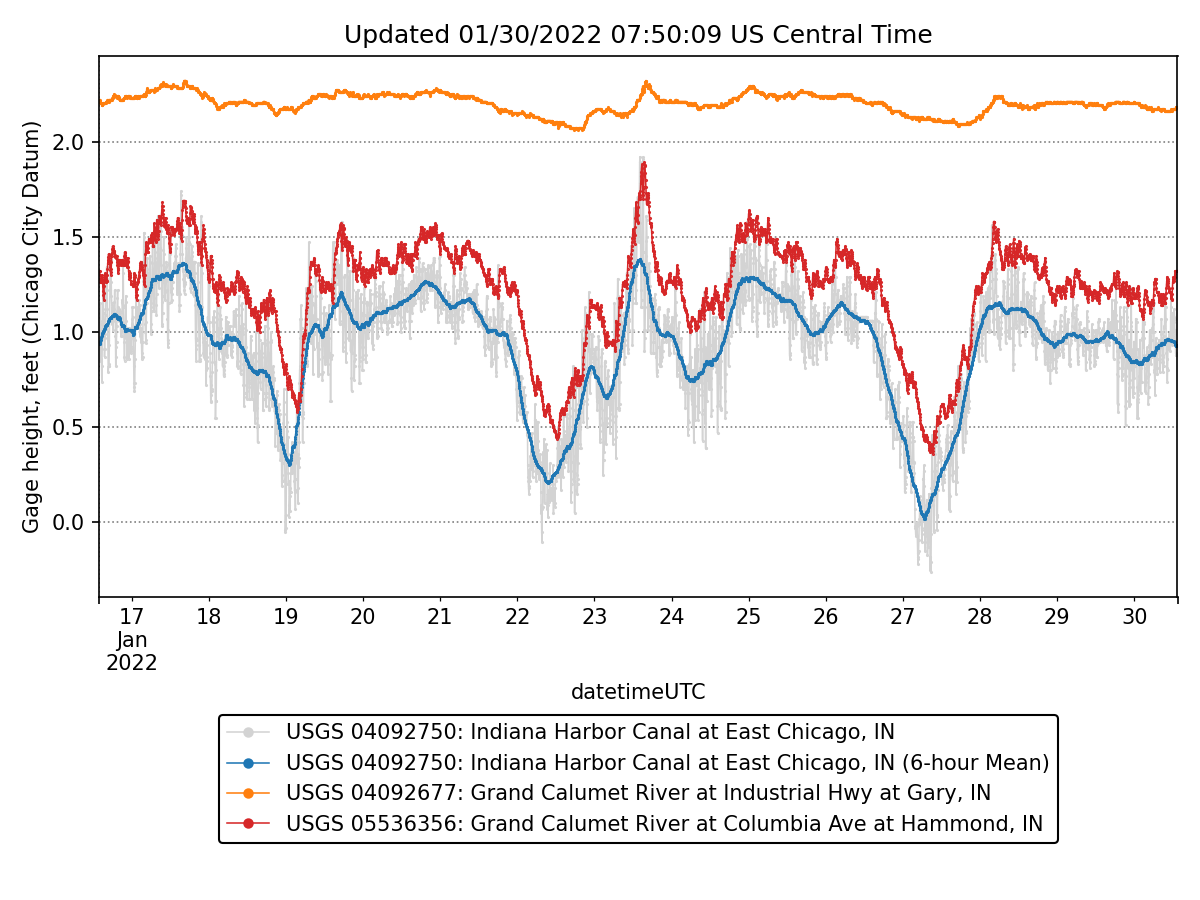 Updated 01/30/2022 07:50:09 US Central Time
Gage height, feet (Chicago City Datum)
2.0
1.5
1.0
0.5
0.0
17 18 19 20 21 22 23 24 25 26 27 28 29 30
Jan
2022
datetimeUTC
USGS 04092750: Indiana Harbor Canal at East Chicago, IN
USGS 04092750: Indiana Harbor Canal at East Chicago, IN (6-hour Mean)
USGS 04092677: Grand Calumet River at Industrial Hwy at Gary, IN
USGS 05536356: Grand Calumet River at Columbia Ave at Hammond, IN